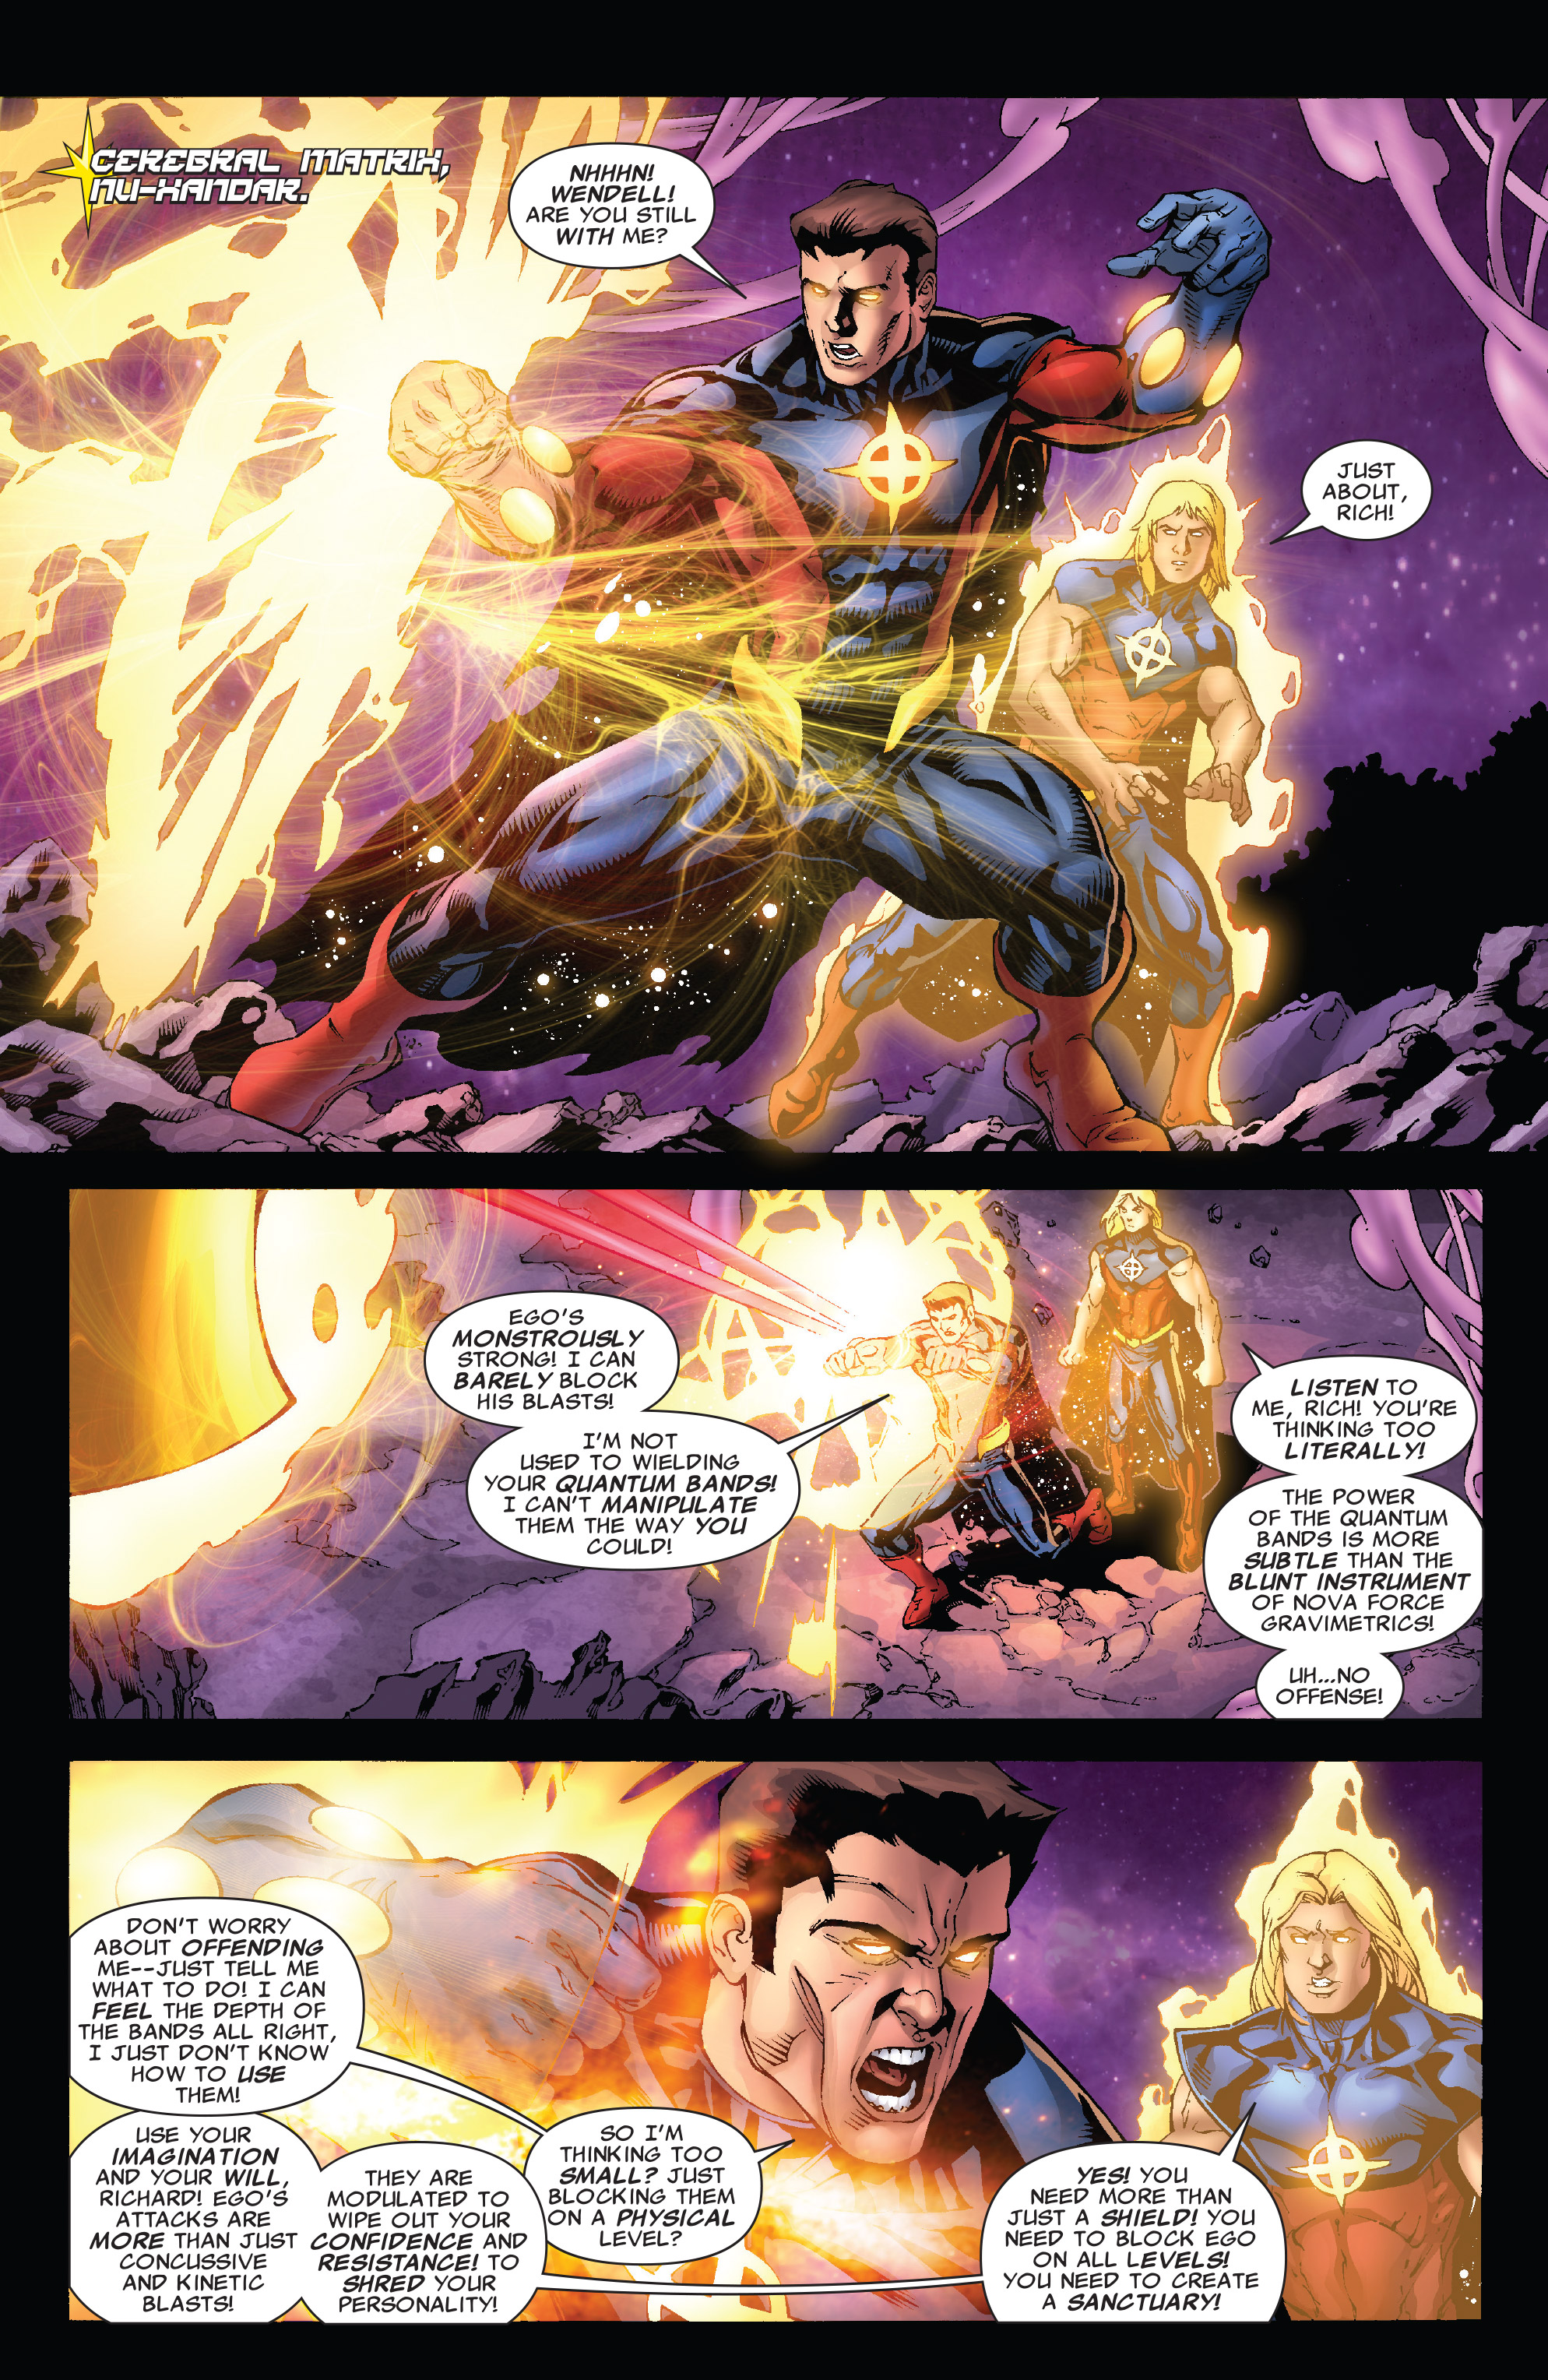 CEREBRAL MATRIX,
NU-XANDAR.
NHHHN!
WENDELL!
ARE YOU STILL
WITH ME?
JUST
ABOUT,
RICH!
EGO'S
MONSTROUSLY
STRONG! I CAN
BARELY BLOCK
HIS BLASTS!
I'M NOT
USED TO WIELDING
YOUR QUANTUM BANDS!
I CAN'T MANIPULATE
THEM THE WAY YOU
COULD!
LISTEN TO
ME, RICH! YOU'RE
THINKING TOO
LITERALLY!
THE POWER
OF THE QUANTUM
BANDS IS MORE
SUBTLE THAN THE
BLUNT INSTRUMENT
OF NOVA FORCE
GRAVIMETRICS!
UH...NO
OFFENSE!
DON'T WORRY
ABOUT OFFENDING
ME--JUST TELL ME
WHAT TO DO! I CAN
FEEL THE DEPTH OF
THE BANDS ALL RIGHT,
I JUST DON'T KNOW
HOW TO USE
THEM!
USE YOUR
IMAGINATION
AND YOUR WILL,
RICHARD! EGO'S
ATTACKS ARE
MORE THAN JUST
CONCUSSIVE
AND KINETIC
BLASTS!
THEY ARE
MODULATED TO
WIPE OUT YOUR
CONFIDENCE AND
RESISTANCE! TO
SHRED YOUR
PERSONALITY!
SO I'M
THINKING TOO
SMALL? JUST
BLOCKING THEM
ON A PHYSICAL
LEVEL?
YES! YOU
NEED MORE THAN
JUST A SHIELD! YOU
NEED TO BLOCK EGO
ON ALL LEVELS!
YOU NEED TO CREATE
A SANCTUARY!